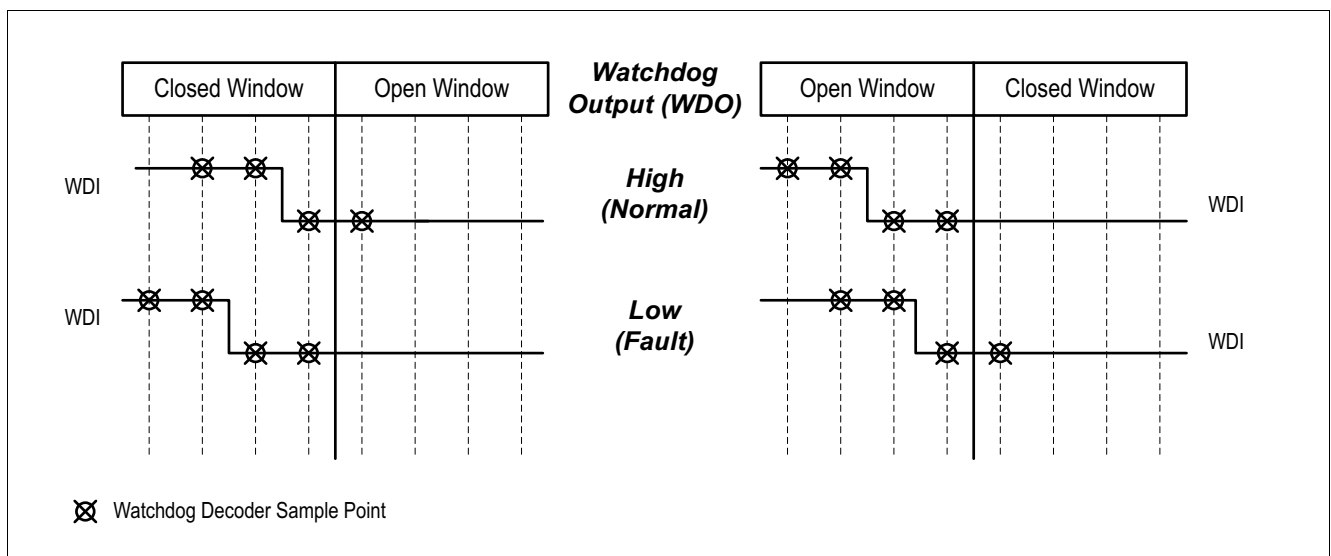 Closed Window
Open Window
Watchdog
Output (WDO)
Open Window
Closed Window
WDI
High
(Normal)
WDI
WDI
Low
(Fault)
WDI
Watchdog Decoder Sample Point